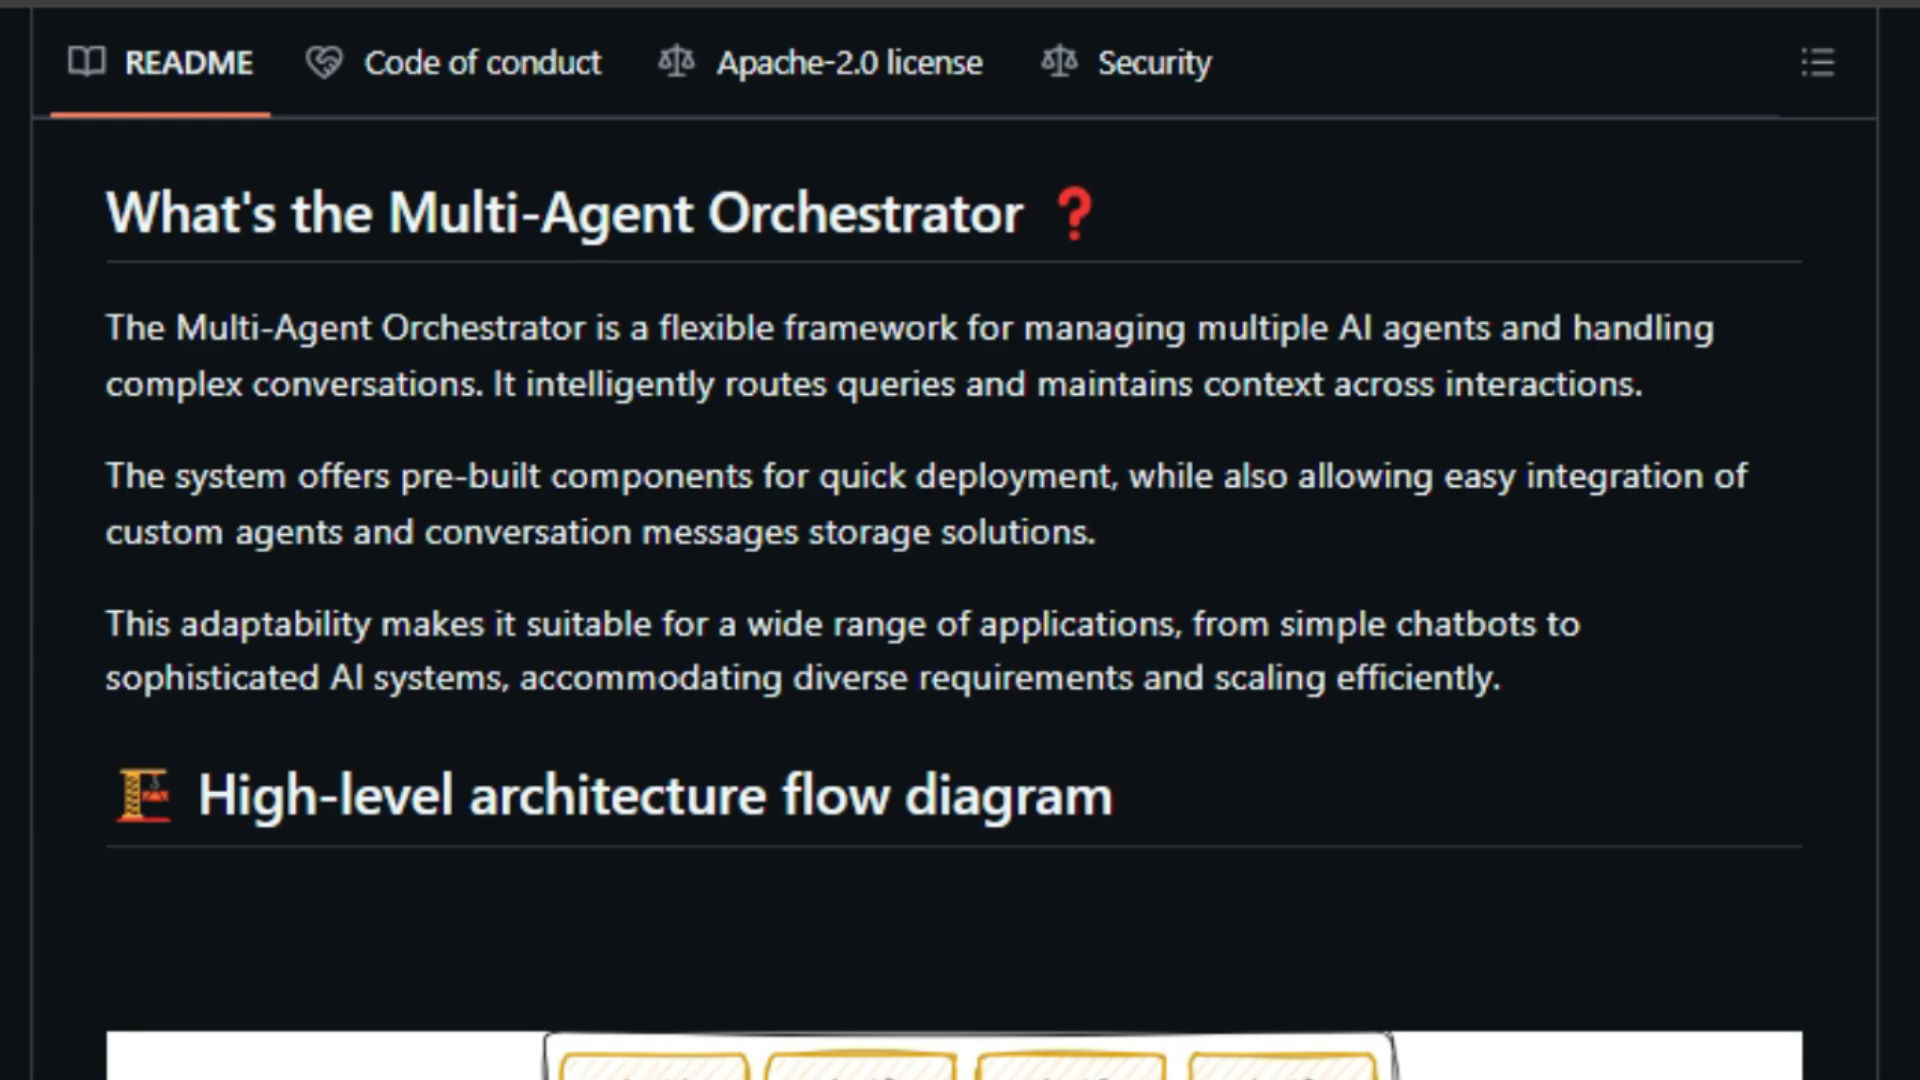 README Code of conduct Apache-2.0 license Security
What's the Multi-Agent Orchestrator ❓
The Multi-Agent Orchestrator is a flexible framework for managing multiple AI agents and handling
complex conversations. It intelligently routes queries and maintains context across interactions.
The system offers pre-built components for quick deployment, while also allowing easy integration of
custom agents and conversation messages storage solutions.
This adaptability makes it suitable for a wide range of applications, from simple chatbots to
sophisticated AI systems, accommodating diverse requirements and scaling efficiently.
🏗️ High-level architecture flow diagram